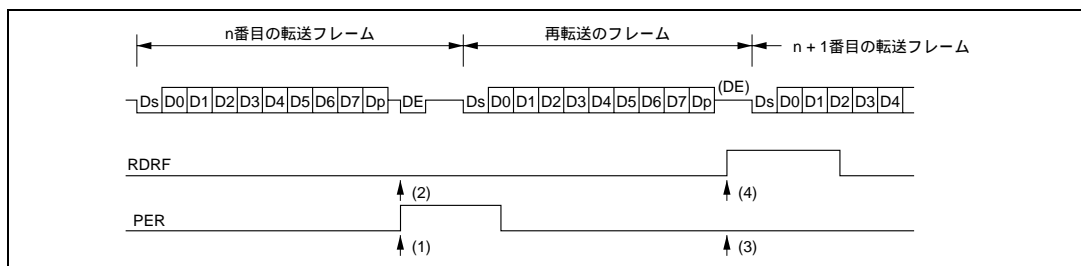 n番目の転送フレーム
再転送のフレーム
n + 1番目の転送フレーム
Ds D0 D1 D2 D3 D4 D5 D6 D7 Dp DE Ds D0 D1 D2 D3 D4 D5 D6 D7 Dp (DE) Ds D0 D1 D2 D3 D4
RDRF
(2) (4)
PER
(1) (3)